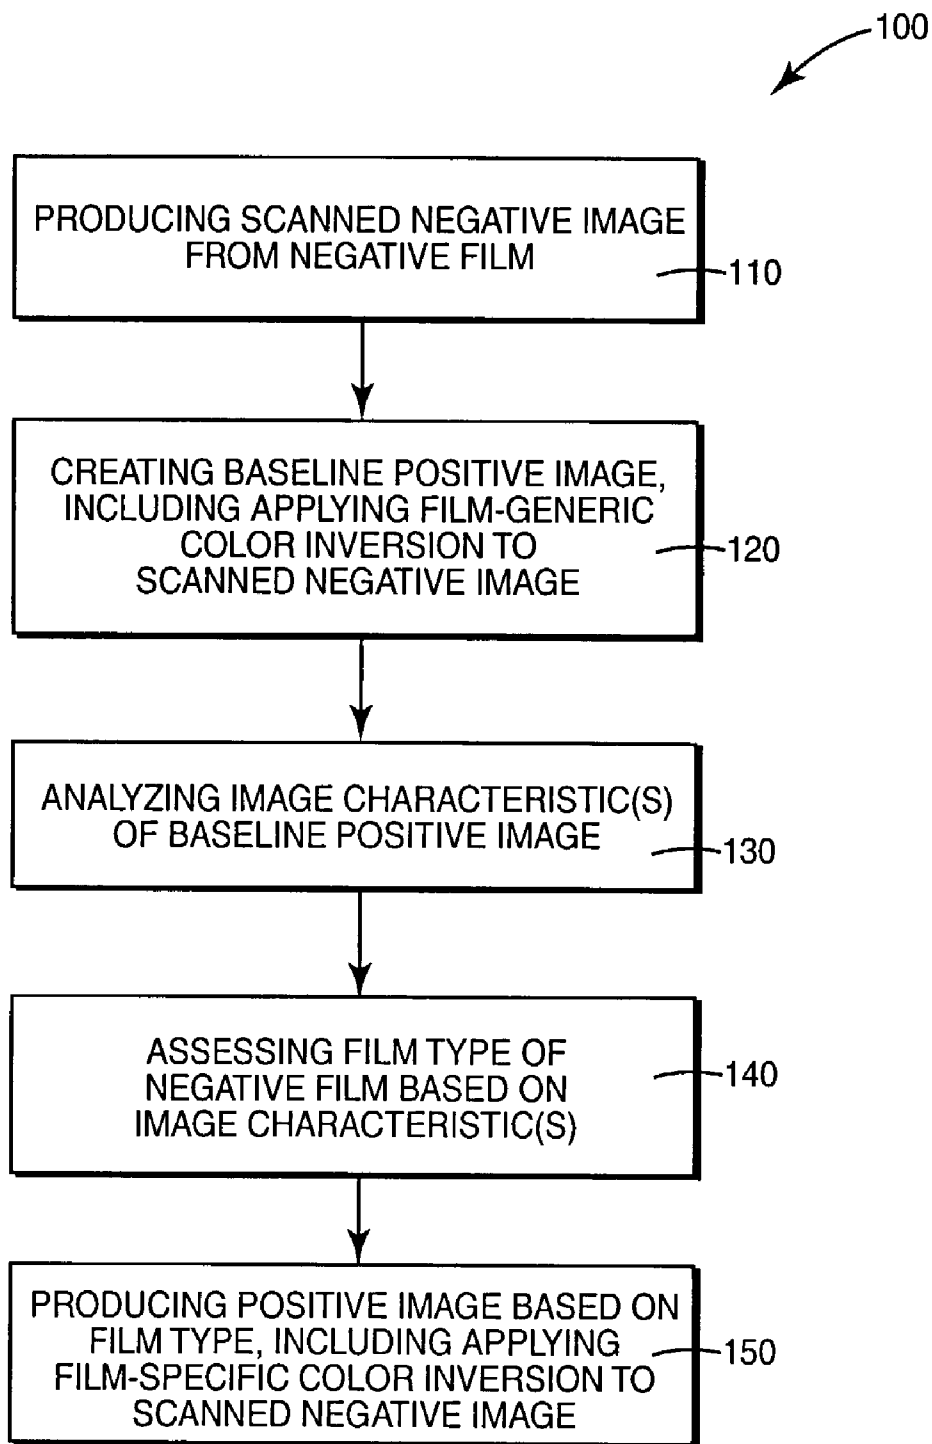 100
PRODUCING SCANNED NEGATIVE IMAGE
FROM NEGATIVE FILM
110
CREATING BASELINE POSITIVE IMAGE,
INCLUDING APPLYING FILM-GENERIC
COLOR INVERSION TO
SCANNED NEGATIVE IMAGE
120
ANALYZING IMAGE CHARACTERISTIC(S)
OF BASELINE POSITIVE IMAGE
130
ASSESSING FILM TYPE OF
NEGATIVE FILM BASED ON
IMAGE CHARACTERISTIC(S)
140
PRODUCING POSITIVE IMAGE BASED ON
FILM TYPE, INCLUDING APPLYING
FILM-SPECIFIC COLOR INVERSION TO
SCANNED NEGATIVE IMAGE
150